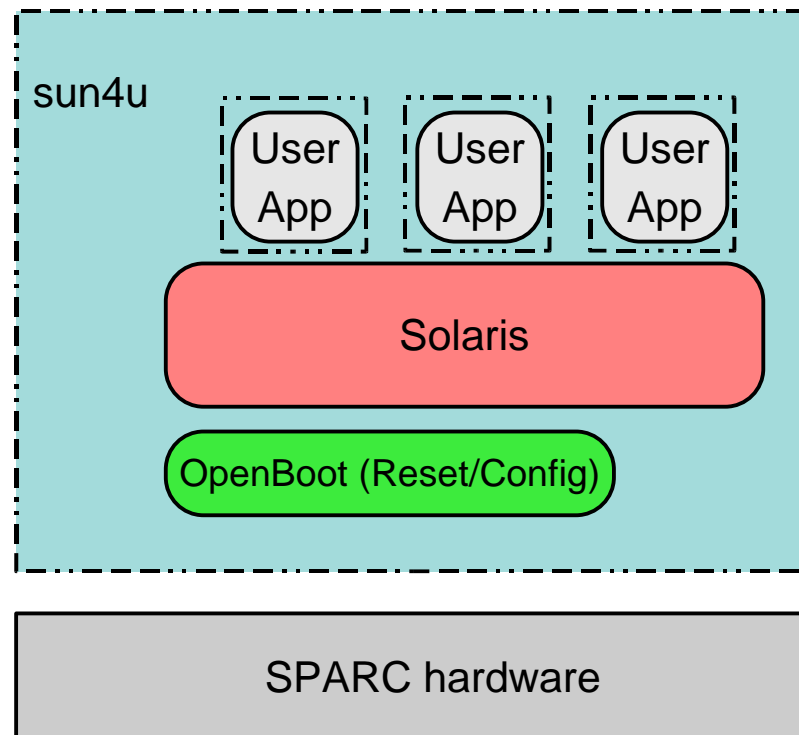 sun4u
User User User
App App App
Solaris
OpenBoot (Reset/Config)
SPARC hardware